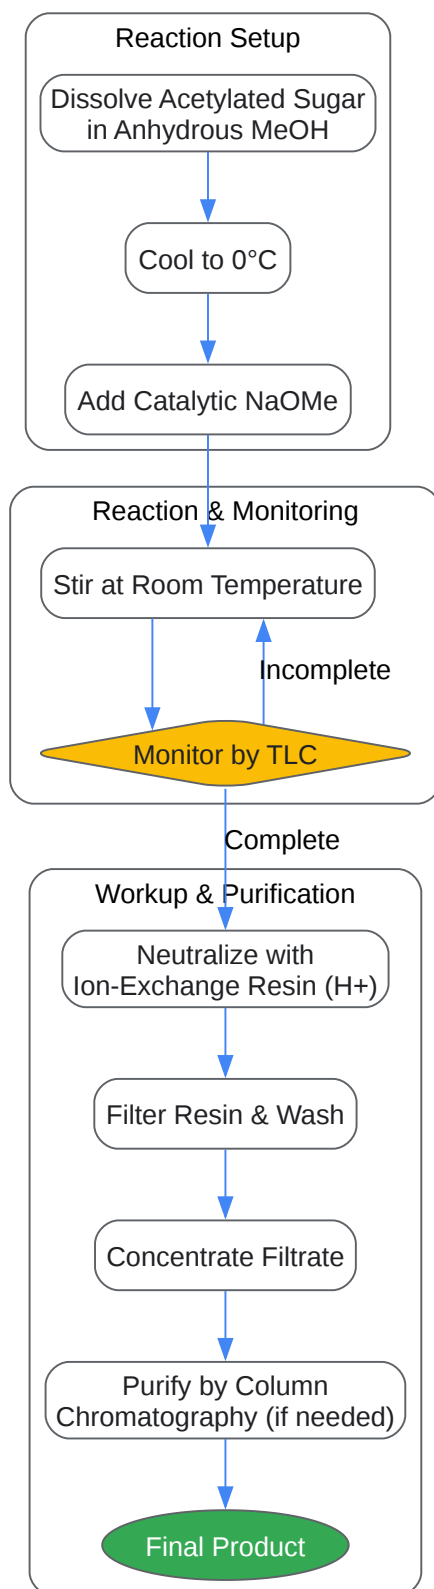 Reaction Setup
Dissolve Acetylated Sugar
in Anhydrous MeOH
Cool to 0°C
Add Catalytic NaOMe
Reaction & Monitoring
Stir at Room Temperature
Incomplete
Monitor by TLC
Complete
Workup & Purification
Neutralize with
Ion-Exchange Resin (H+)
Filter Resin & Wash
Concentrate Filtrate
Purify by Column
Chromatography (if needed)
Final Product